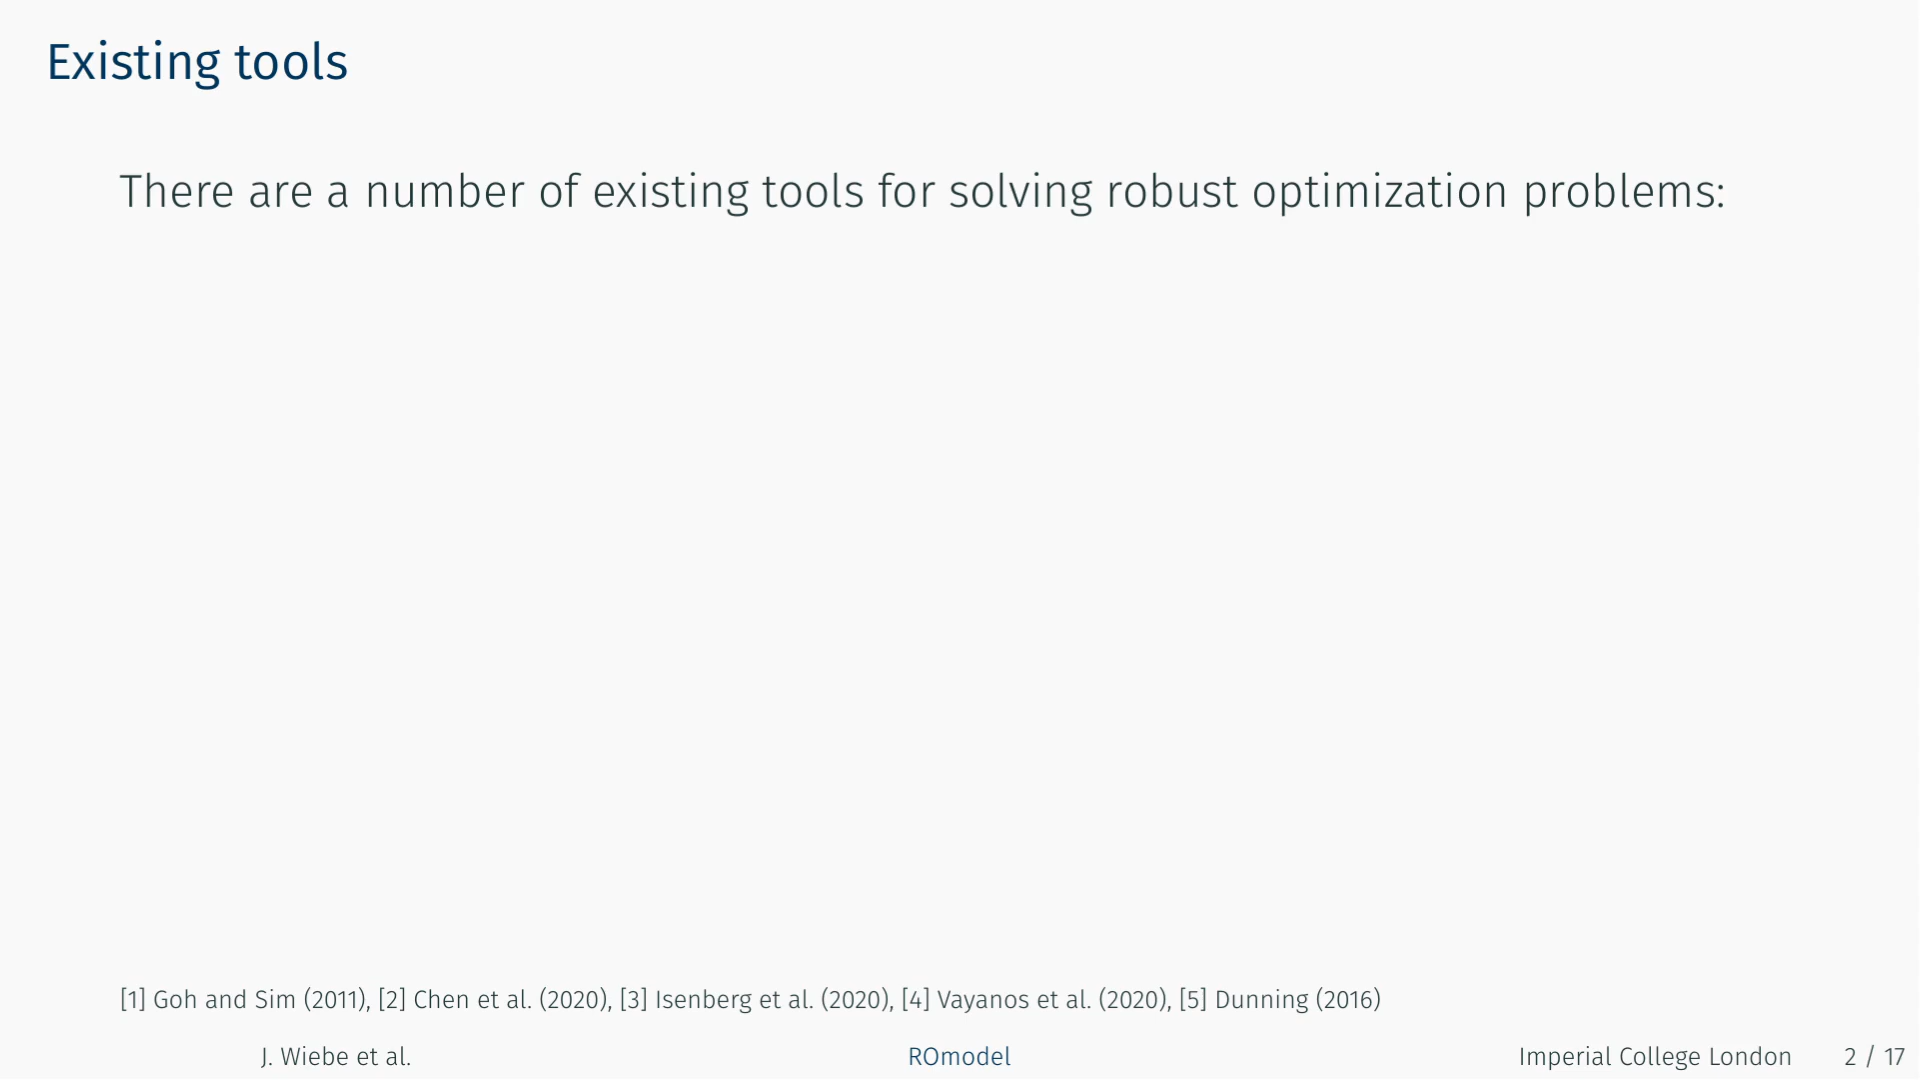 Existing tools
There are a number of existing tools for solving robust optimization problems:
[1] Goh and Sim (2011), [2] Chen et al. (2020), [3] Isenberg et al. (2020), [4] Vayanos et al. (2020), [5] Dunning (2016)
J. Wiebe et al. ROmodel Imperial College London 2 / 17